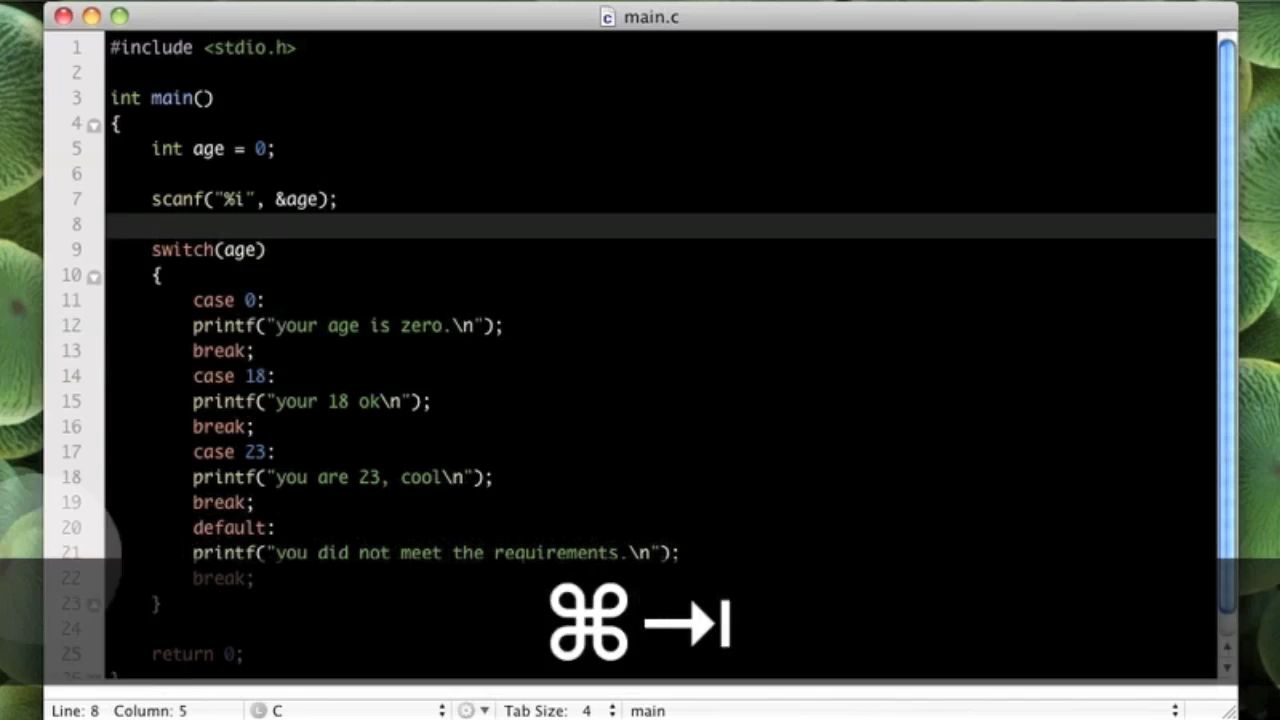 main.c
1 #include <stdio.h>
2
3 int main()
4 {
5 int age = 0;
6
7 scanf("%i", &age);
8
9 switch(age)
10 {
11 case 0:
12 printf("your age is zero.\n");
13 break;
14 case 18:
15 printf("your 18 ok\n");
16 break;
17 case 23:
18 printf("you are 23, cool\n");
19 break;
20 default:
21 printf("you did not meet the requirements.\n");
22 break;
23 }
24
25 return 0;
26 }
⌘⇥
Line: 8 Column: 5 C Tab Size: 4 main